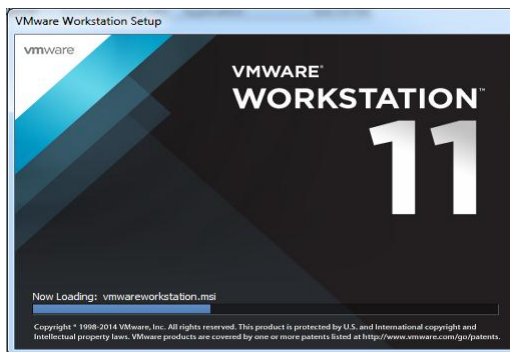 VMware Workstation Setup
vmware
VMWARE®
WORKSTATION™
11
Now Loading: vmwareworkstation.msi
Copyright © 1998-2014 VMware, Inc. All rights reserved. This product is protected by U.S. and International copyright and
Intellectual property laws. VMware products are covered by one or more patents listed at http://www.vmware.com/go/patents.